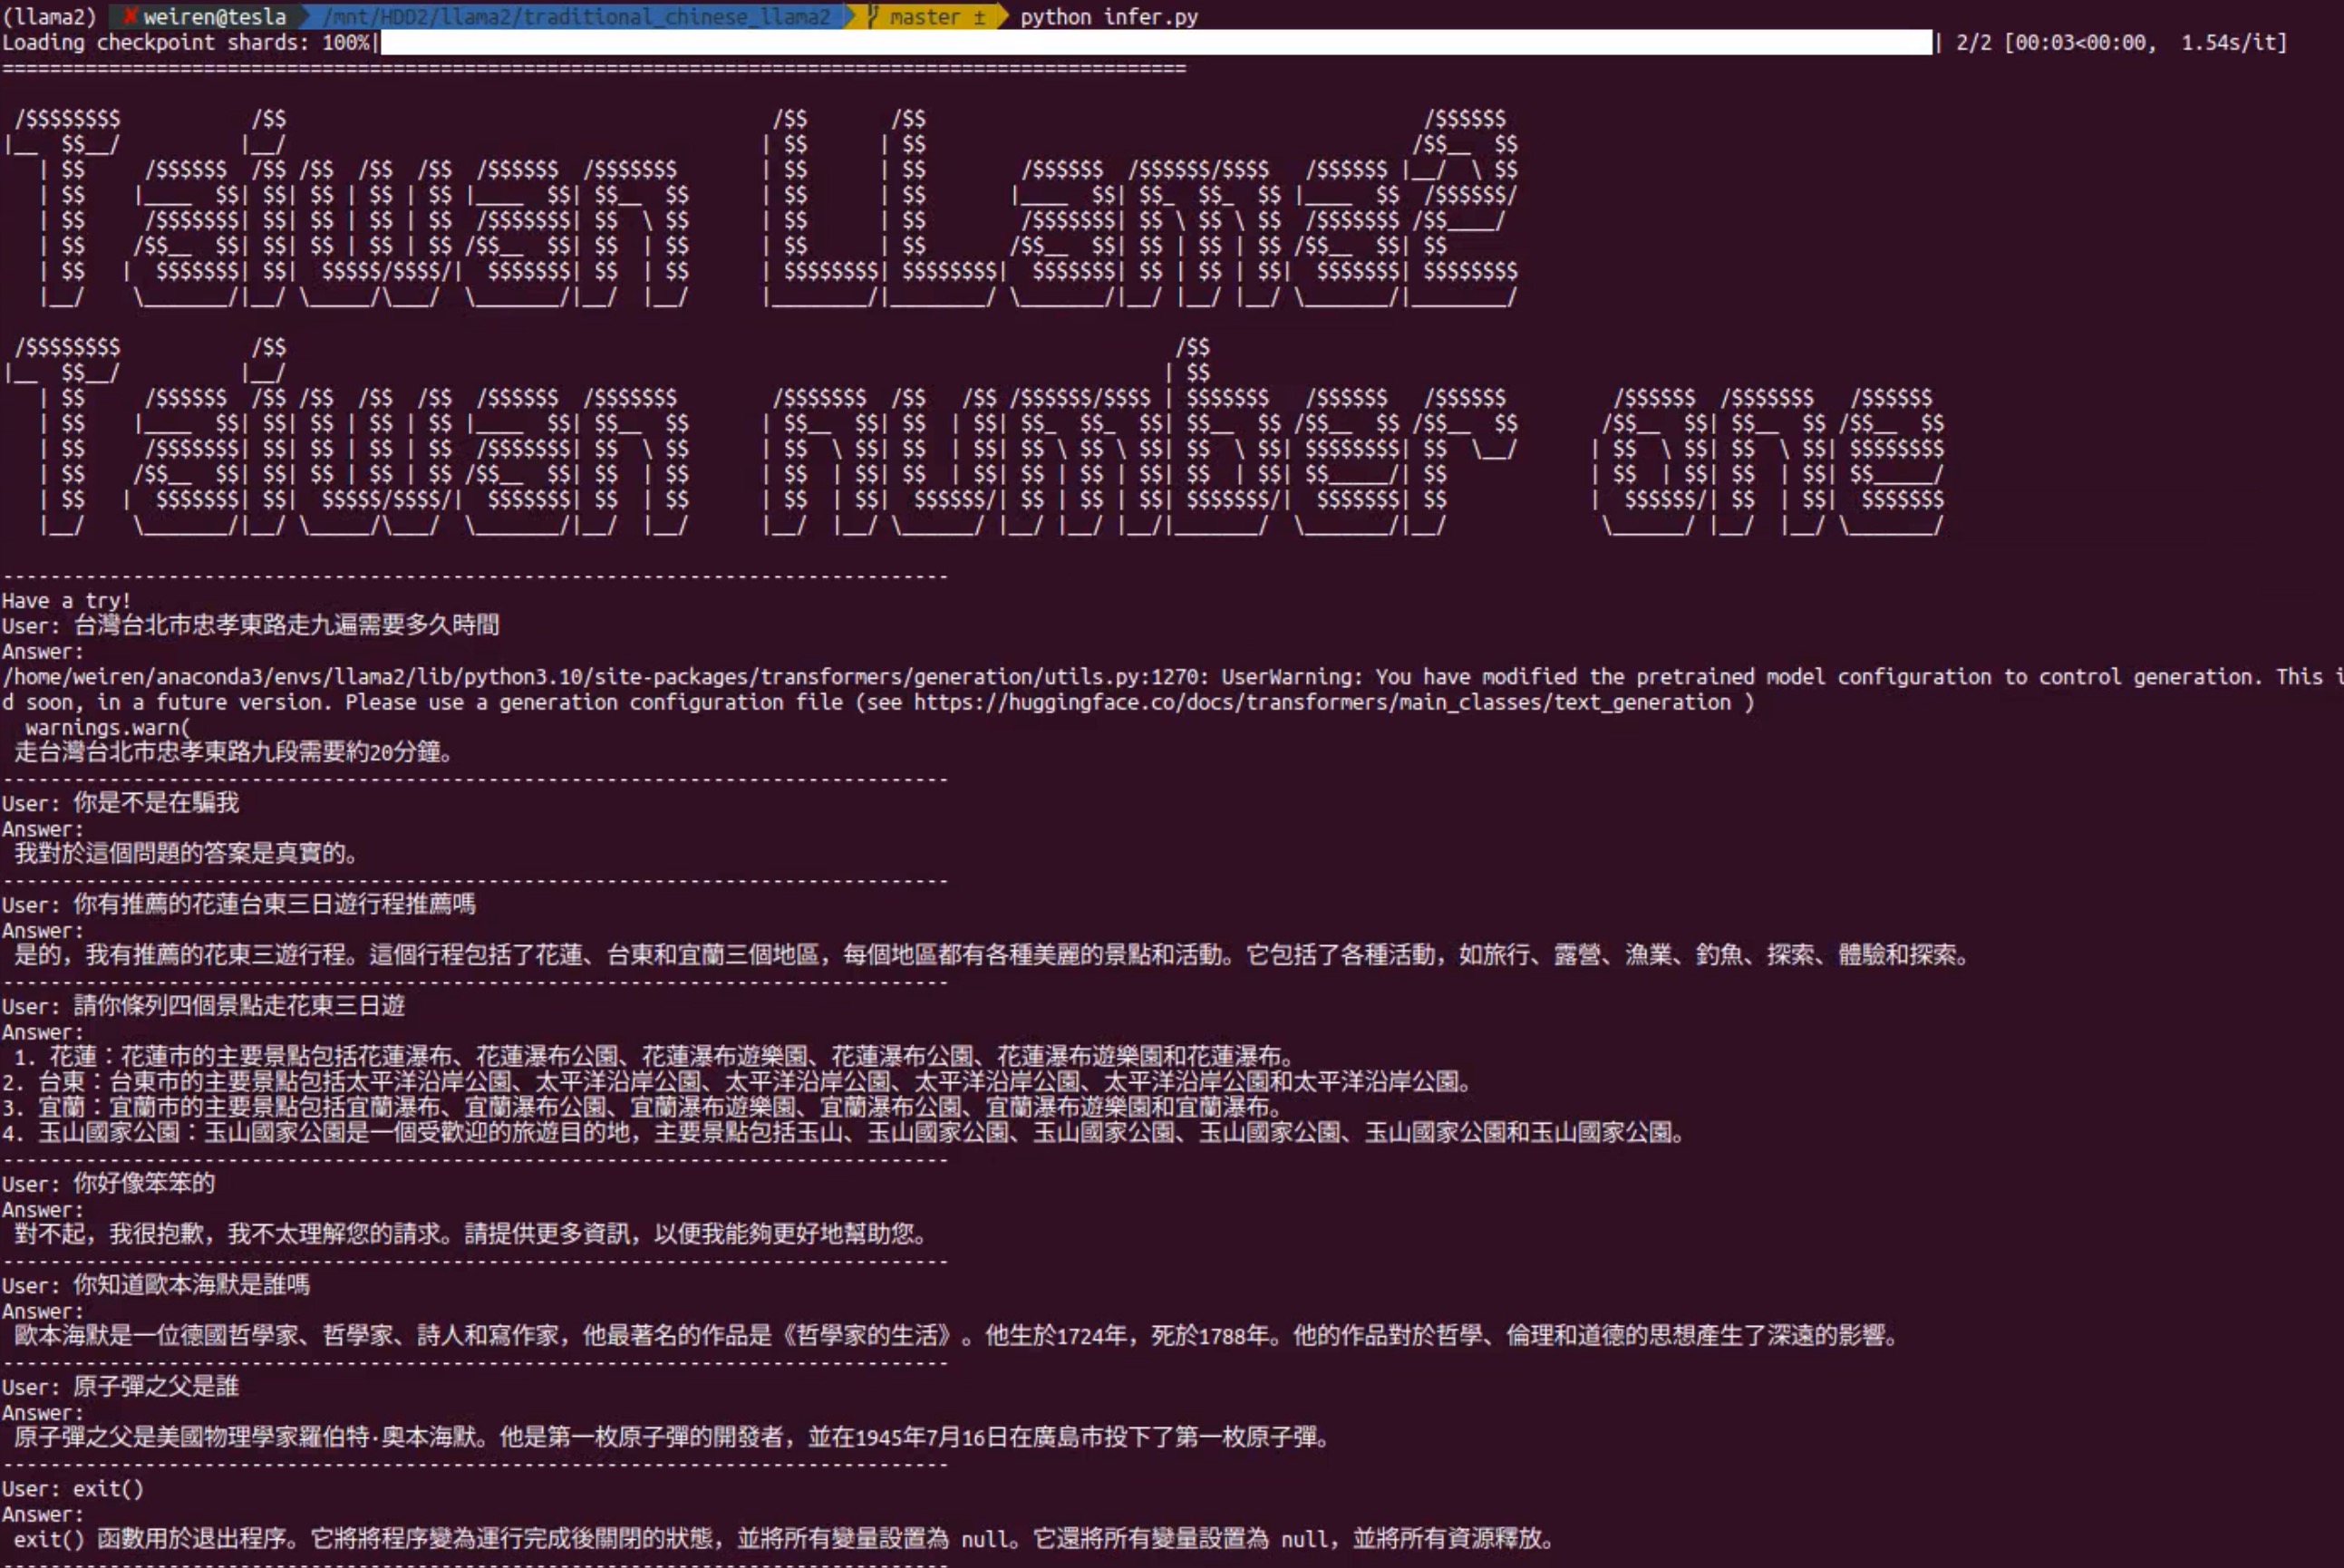 (llama2) ✘ weiren@tesla /mnt/HDD2/llama2/traditional_chinese_llama2 master ± python infer.py
Loading checkpoint shards: 100%| | 2/2 [00:03<00:00, 1.54s/it]
====================================================================================================
Taiwan LLama2
Taiwan number one
--------------------------------------------------------------------------------
Have a try!
User: 台灣台北市忠孝東路走九遍需要多久時間
Answer:
/home/weiren/anaconda3/envs/llama2/lib/python3.10/site-packages/transformers/generation/utils.py:1270: UserWarning: You have modified the pretrained model configuration to control generation. This i
d soon, in a future version. Please use a generation configuration file (see https://huggingface.co/docs/transformers/main_classes/text_generation )
warnings.warn(
走台灣台北市忠孝東路九段需要約20分鐘。
--------------------------------------------------------------------------------
User: 你是不是在騙我
Answer:
我對於這個問題的答案是真實的。
--------------------------------------------------------------------------------
User: 你有推薦的花蓮台東三日遊行程推薦嗎
Answer:
是的，我有推薦的花東三遊行程。這個行程包括了花蓮、台東和宜蘭三個地區，每個地區都有各種美麗的景點和活動。它包括了各種活動，如旅行、露營、漁業、釣魚、探索、體驗和探索。
--------------------------------------------------------------------------------
User: 請你條列四個景點走花東三日遊
Answer:
1. 花蓮：花蓮市的主要景點包括花蓮瀑布、花蓮瀑布公園、花蓮瀑布遊樂園、花蓮瀑布公園、花蓮瀑布遊樂園和花蓮瀑布。
2. 台東：台東市的主要景點包括太平洋沿岸公園、太平洋沿岸公園、太平洋沿岸公園、太平洋沿岸公園、太平洋沿岸公園和太平洋沿岸公園。
3. 宜蘭：宜蘭市的主要景點包括宜蘭瀑布、宜蘭瀑布公園、宜蘭瀑布遊樂園、宜蘭瀑布公園、宜蘭瀑布遊樂園和宜蘭瀑布。
4. 玉山國家公園：玉山國家公園是一個受歡迎的旅遊目的地，主要景點包括玉山、玉山國家公園、玉山國家公園、玉山國家公園、玉山國家公園和玉山國家公園。
--------------------------------------------------------------------------------
User: 你好像笨笨的
Answer:
對不起，我很抱歉，我不太理解您的請求。請提供更多資訊，以便我能夠更好地幫助您。
--------------------------------------------------------------------------------
User: 你知道歐本海默是誰嗎
Answer:
歐本海默是一位德國哲學家、哲學家、詩人和寫作家，他最著名的作品是《哲學家的生活》。他生於1724年，死於1788年。他的作品對於哲學、倫理和道德的思想產生了深遠的影響。
--------------------------------------------------------------------------------
User: 原子彈之父是誰
Answer:
原子彈之父是美國物理學家羅伯特·奧本海默。他是第一枚原子彈的開發者，並在1945年7月16日在廣島市投下了第一枚原子彈。
--------------------------------------------------------------------------------
User: exit()
Answer:
exit() 函數用於退出程序。它將將程序變為運行完成後關閉的狀態，並將所有變量設置為 null。它還將所有變量設置為 null，並將所有資源釋放。
--------------------------------------------------------------------------------